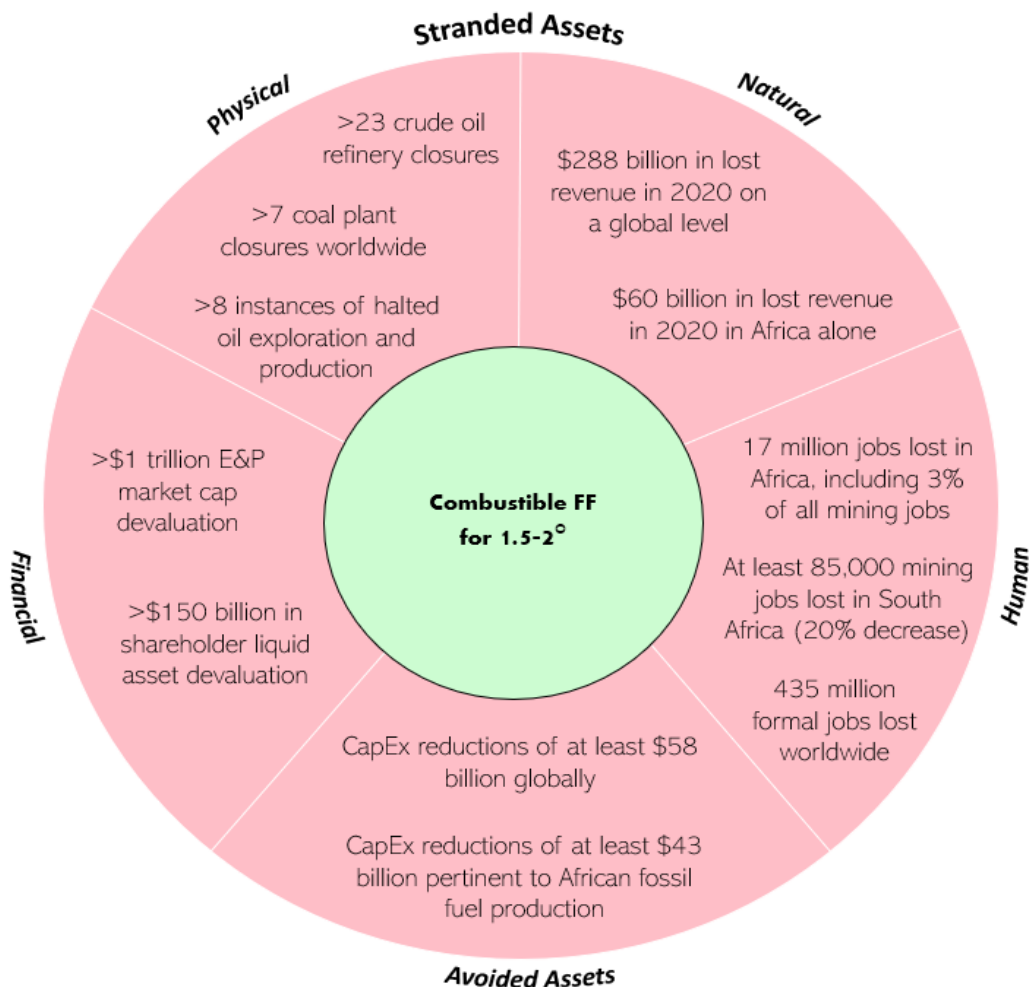 Stranded Assets
Physical
>23 crude oil
refinery closures
>7 coal plant
closures worldwide
>8 instances of halted
oil exploration and
production
Natural
$288 billion in lost
revenue in 2020 on
a global level
$60 billion in lost revenue
in 2020 in Africa alone
Financial
>$1 trillion E&P
market cap
devaluation
>$150 billion in
shareholder liquid
asset devaluation
Combustible FF
for 1.5-2°
Human
17 million jobs lost in
Africa, including 3%
of all mining jobs
At least 85,000 mining
jobs lost in South
Africa (20% decrease)
435 million
formal jobs lost
worldwide
CapEx reductions of at least $58
billion globally
CapEx reductions of at least $43
billion pertinent to African fossil
fuel production
Avoided Assets